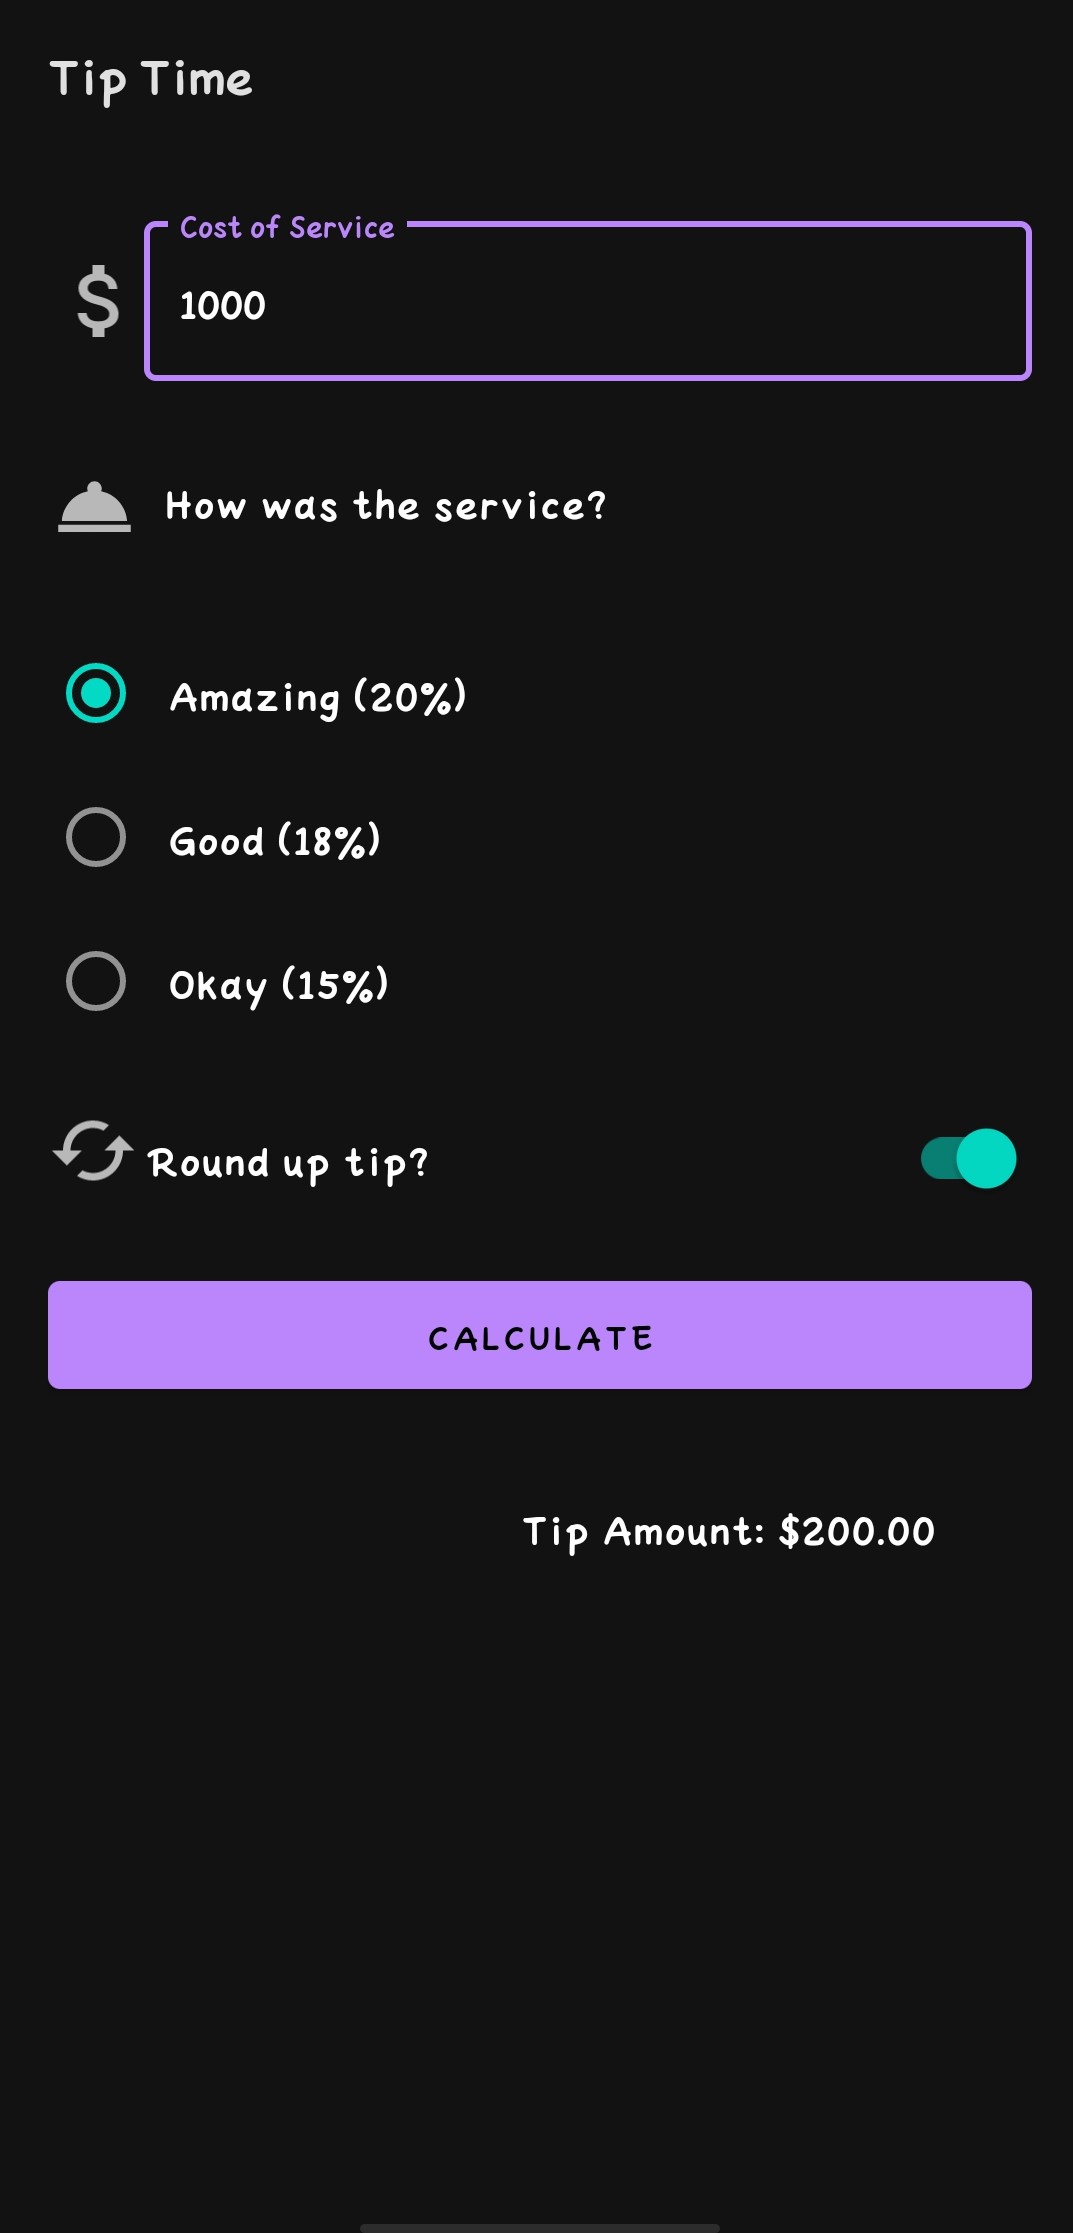 Tip Time
Cost of Service
$
1000
How was the service?
Amazing (20%)
Good (18%)
Okay (15%)
Round up tip?
CALCULATE
Tip Amount: $200.00